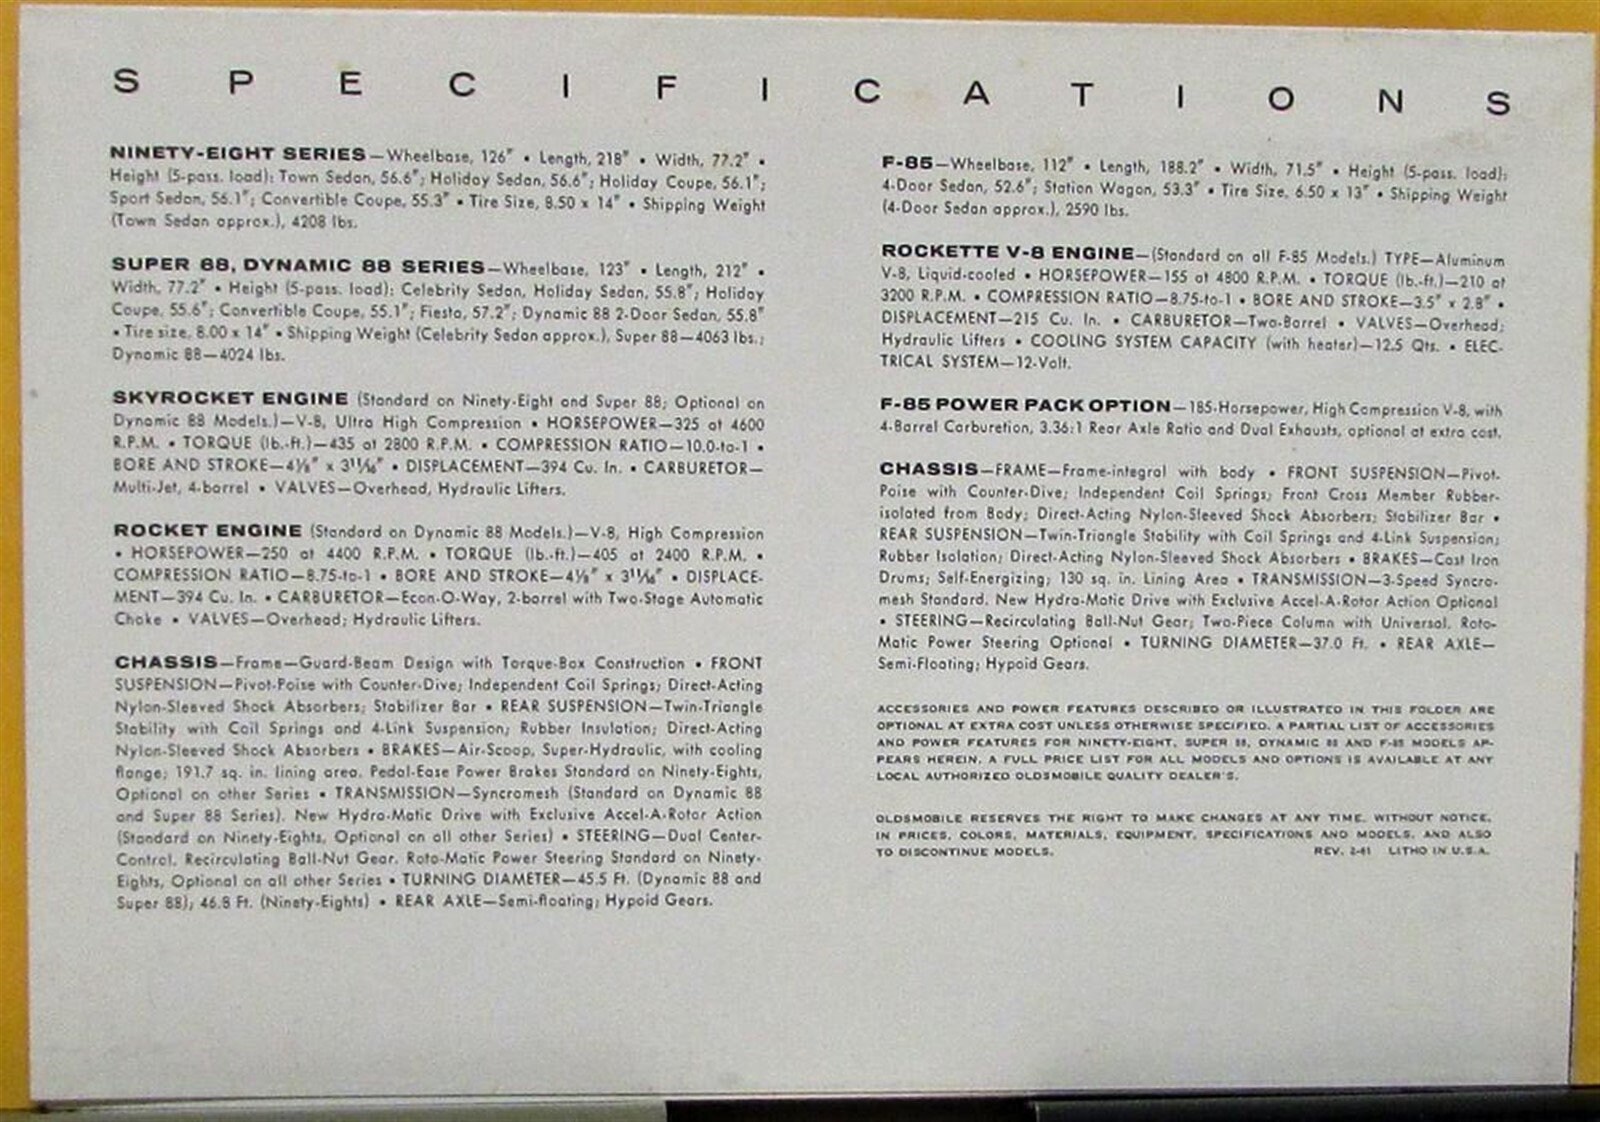 SPECIFICATIONS
NINETY-EIGHT SERIES—Wheelbase, 126" • Length, 218" • Width, 77.2" •
Height (5-pass. load): Town Sedan, 56.6"; Holiday Sedan, 56.6"; Holiday Coupe, 56.1";
Sport Sedan, 56.1"; Convertible Coupe, 55.3" • Tire Size, 8.50 x 14" • Shipping Weight
(Town Sedan approx.), 4208 lbs.
SUPER 88, DYNAMIC 88 SERIES—Wheelbase, 123" • Length, 212" •
Width, 77.2" • Height (5-pass. load): Celebrity Sedan, Holiday Sedan, 55.8"; Holiday
Coupe, 55.6"; Convertible Coupe, 55.1"; Fiesta, 57.2"; Dynamic 88 2-Door Sedan, 55.8"
• Tire size, 8.00 x 14" • Shipping Weight (Celebrity Sedan approx.), Super 88—4063 lbs.;
Dynamic 88—4024 lbs.
SKYROCKET ENGINE (Standard on Ninety-Eight and Super 88; Optional on
Dynamic 88 Models.)—V-8, Ultra High Compression • HORSEPOWER—325 at 4600
R.P.M. • TORQUE (lb.-ft.)—435 at 2800 R.P.M. • COMPRESSION RATIO—10.0-to-1 •
BORE AND STROKE—4⅛" x 3¹¹⁄₁₆" • DISPLACEMENT—394 Cu. In. • CARBURETOR—
Multi-Jet, 4-barrel • VALVES—Overhead, Hydraulic Lifters.
ROCKET ENGINE (Standard on Dynamic 88 Models.)—V-8, High Compression
• HORSEPOWER—250 at 4400 R.P.M. • TORQUE (lb.-ft.)—405 at 2400 R.P.M. •
COMPRESSION RATIO—8.75-to-1 • BORE AND STROKE—4⅛" x 3¹¹⁄₁₆" • DISPLACE-
MENT—394 Cu. In. • CARBURETOR—Econ-O-Way, 2-barrel with Two-Stage Automatic
Choke • VALVES—Overhead; Hydraulic Lifters.
CHASSIS—Frame—Guard-Beam Design with Torque-Box Construction • FRONT
SUSPENSION—Pivot-Poise with Counter-Dive; Independent Coil Springs; Direct-Acting
Nylon-Sleeved Shock Absorbers; Stabilizer Bar • REAR SUSPENSION—Twin-Triangle
Stability with Coil Springs and 4-Link Suspension; Rubber Insulation; Direct-Acting
Nylon-Sleeved Shock Absorbers • BRAKES—Air-Scoop, Super-Hydraulic, with cooling
flange; 191.7 sq. in. lining area. Pedal-Ease Power Brakes Standard on Ninety-Eights,
Optional on other Series • TRANSMISSION—Syncromesh (Standard on Dynamic 88
and Super 88 Series). New Hydra-Matic Drive with Exclusive Accel-A-Rotor Action
(Standard on Ninety-Eights, Optional on all other Series) • STEERING—Dual Center-
Control. Recirculating Ball-Nut Gear. Roto-Matic Power Steering Standard on Ninety-
Eights, Optional on all other Series • TURNING DIAMETER—45.5 Ft. (Dynamic 88 and
Super 88); 46.8 Ft. (Ninety-Eights) • REAR AXLE—Semi-floating; Hypoid Gears.
F-85—Wheelbase, 112" • Length, 188.2" • Width, 71.5" • Height (5-pass. load);
4-Door Sedan, 52.6"; Station Wagon, 53.3" • Tire Size, 6.50 x 13" • Shipping Weight
(4-Door Sedan approx.), 2590 lbs.
ROCKETTE V-8 ENGINE—(Standard on all F-85 Models.) TYPE—Aluminum
V-8, Liquid-cooled • HORSEPOWER—155 at 4800 R.P.M. • TORQUE (lb.-ft.)—210 at
3200 R.P.M. • COMPRESSION RATIO—8.75-to-1 • BORE AND STROKE—3.5" x 2.8" •
DISPLACEMENT—215 Cu. In. • CARBURETOR—Two-Barrel • VALVES—Overhead;
Hydraulic Lifters • COOLING SYSTEM CAPACITY (with heater)—12.5 Qts. • ELEC-
TRICAL SYSTEM—12-Volt.
F-85 POWER PACK OPTION—185-Horsepower, High Compression V-8, with
4-Barrel Carburetion, 3.36:1 Rear Axle Ratio and Dual Exhausts, optional at extra cost.
CHASSIS—FRAME—Frame-integral with body • FRONT SUSPENSION—Pivot-
Poise with Counter-Dive; Independent Coil Springs; Front Cross Member Rubber-
isolated from Body; Direct-Acting Nylon-Sleeved Shock Absorbers; Stabilizer Bar •
REAR SUSPENSION—Twin-Triangle Stability with Coil Springs and 4-Link Suspension;
Rubber Isolation; Direct-Acting Nylon-Sleeved Shock Absorbers • BRAKES—Cast Iron
Drums; Self-Energizing; 130 sq. in. Lining Area • TRANSMISSION—3-Speed Syncro-
mesh Standard. New Hydra-Matic Drive with Exclusive Accel-A-Rotor Action Optional
• STEERING—Recirculating Ball-Nut Gear; Two-Piece Column with Universal. Roto-
Matic Power Steering Optional • TURNING DIAMETER—37.0 Ft. • REAR AXLE—
Semi-Floating; Hypoid Gears.
ACCESSORIES AND POWER FEATURES DESCRIBED OR ILLUSTRATED IN THIS FOLDER ARE
OPTIONAL AT EXTRA COST UNLESS OTHERWISE SPECIFIED. A PARTIAL LIST OF ACCESSORIES
AND POWER FEATURES FOR NINETY-EIGHT, SUPER 88, DYNAMIC 88 AND F-85 MODELS AP-
PEARS HEREIN. A FULL PRICE LIST FOR ALL MODELS AND OPTIONS IS AVAILABLE AT ANY
LOCAL AUTHORIZED OLDSMOBILE QUALITY DEALER'S.
OLDSMOBILE RESERVES THE RIGHT TO MAKE CHANGES AT ANY TIME, WITHOUT NOTICE,
IN PRICES, COLORS, MATERIALS, EQUIPMENT, SPECIFICATIONS AND MODELS, AND ALSO
TO DISCONTINUE MODELS. REV. 2-61 LITHO IN U.S.A.